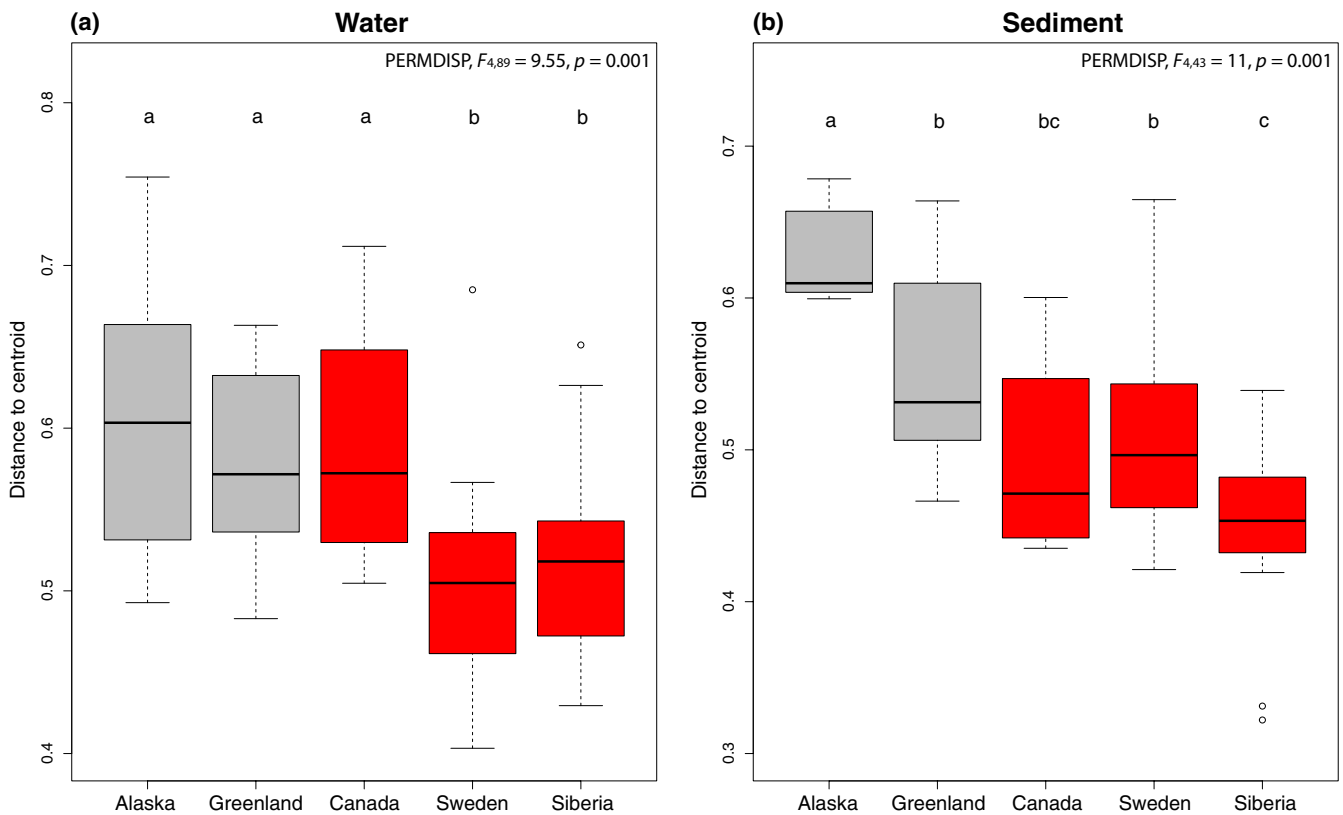 (a) Water
PERMDISP, F4,89 = 9.55, p = 0.001
a a a b b
Distance to centroid
0.8
0.7
0.6
0.5
0.4
Alaska Greenland Canada Sweden Siberia
(b) Sediment
PERMDISP, F4,43 = 11, p = 0.001
a b bc b c
Distance to centroid
0.7
0.6
0.5
0.4
0.3
Alaska Greenland Canada Sweden Siberia